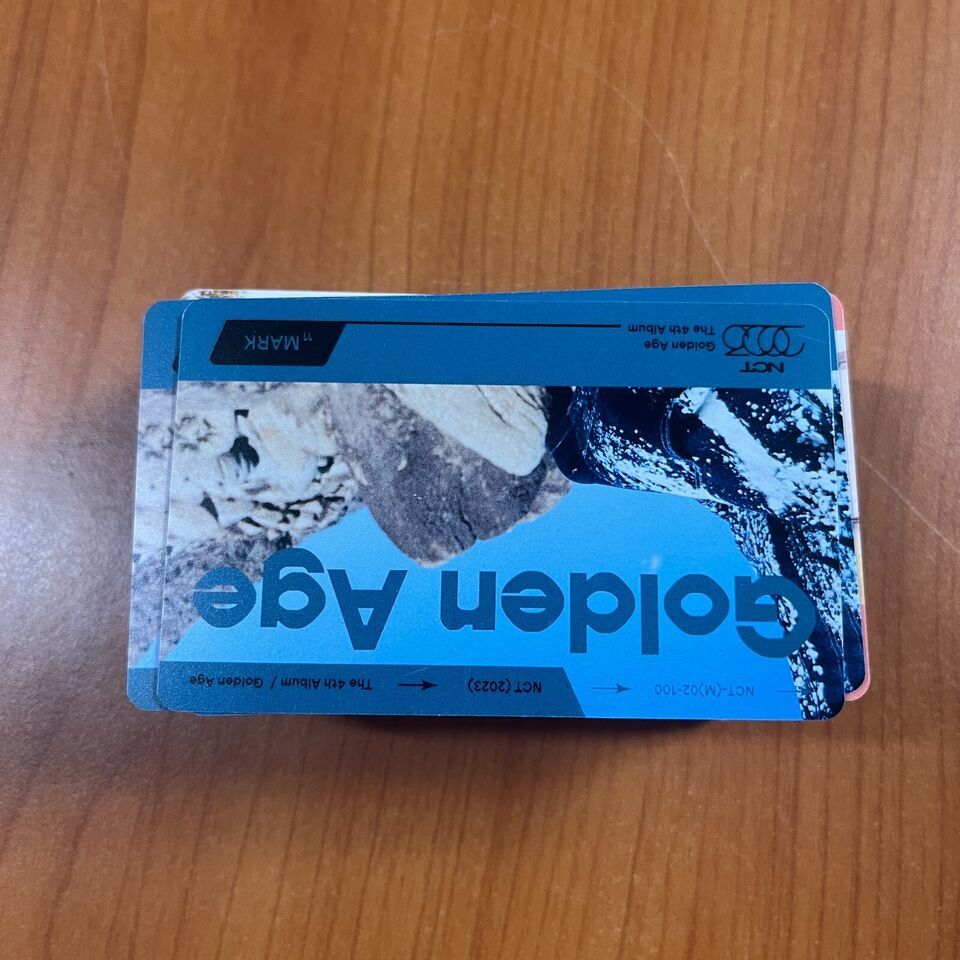 NCT-(M)02-100 → NCT (2023) → The 4th Album / Golden Age
Golden Age
NCT
2023
Golden Age
The 4th Album
11 MARK